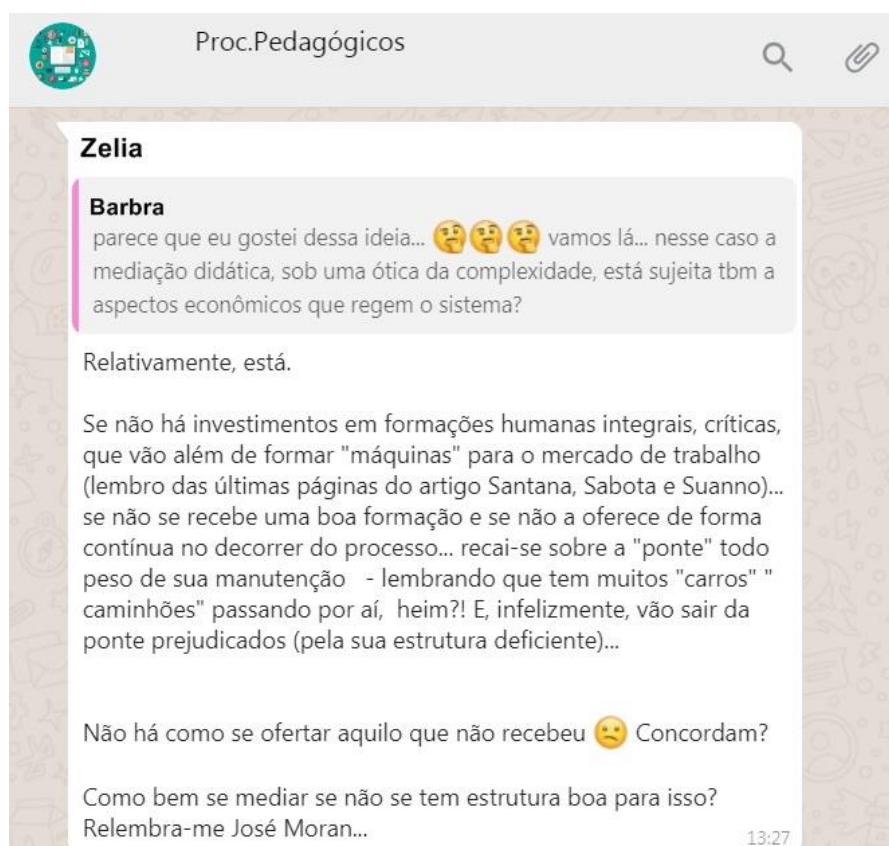 Proc.Pedagógicos
Zelia
Barbra
parece que eu gostei dessa ideia... 🤔🤔🤔 vamos lá... nesse caso a
mediação didática, sob uma ótica da complexidade, está sujeita tbm a
aspectos econômicos que regem o sistema?
Relativamente, está.
Se não há investimentos em formações humanas integrais, críticas,
que vão além de formar "máquinas" para o mercado de trabalho
(lembro das últimas páginas do artigo Santana, Sabota e Suanno)...
se não se recebe uma boa formação e se não a oferece de forma
contínua no decorrer do processo... recai-se sobre a "ponte" todo
peso de sua manutenção - lembrando que tem muitos "carros" "
caminhões" passando por aí, heim?! E, infelizmente, vão sair da
ponte prejudicados (pela sua estrutura deficiente)...
Não há como se ofertar aquilo que não recebeu 😕 Concordam?
Como bem se mediar se não se tem estrutura boa para isso?
Relembra-me José Moran...
13:27